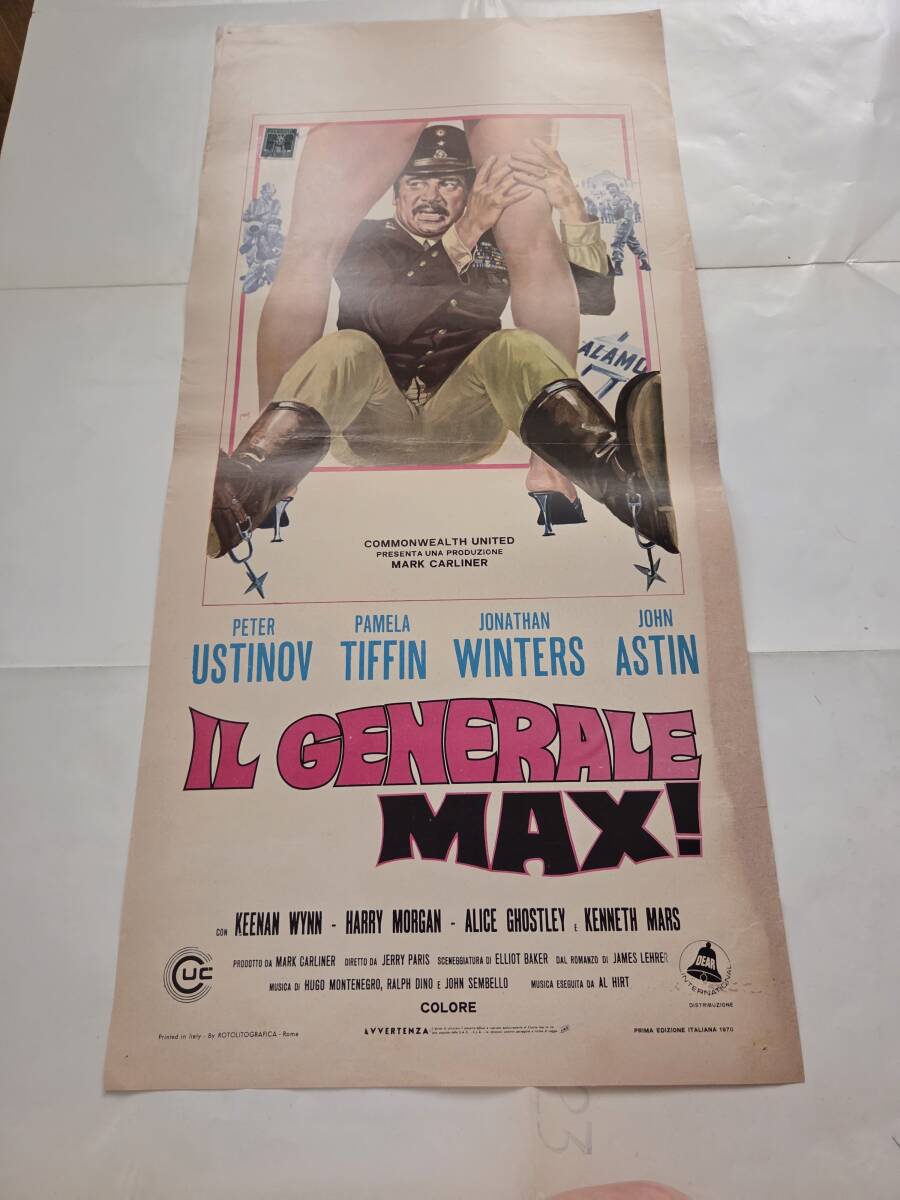 ALAMO
COMMONWEALTH UNITED
PRESENTA UNA PRODUZIONE
MARK CARLINER
PETER USTINOV
PAMELA TIFFIN
JONATHAN WINTERS
JOHN ASTIN
IL GENERALE
MAX!
CON KEENAN WYNN - HARRY MORGAN - ALICE GHOSTLEY E KENNETH MARS
PRODOTTO DA MARK CARLINER DIRETTO DA JERRY PARIS SCENEGGIATURA DI ELLIOT BAKER DAL ROMANZO DI JAMES LEHRER
MUSICA DI HUGO MONTENEGRO, RALPH DINO E JOHN SEMBELLO MUSICA ESEGUITA DA AL HIRT
COLORE
CUC
DEAR
INTERNATIONAL
DISTRIBUZIONE
Printed in Italy - By ROTOLITOGRAFICA - Rome
AVVERTENZA
PRIMA EDIZIONE ITALIANA 1970
23